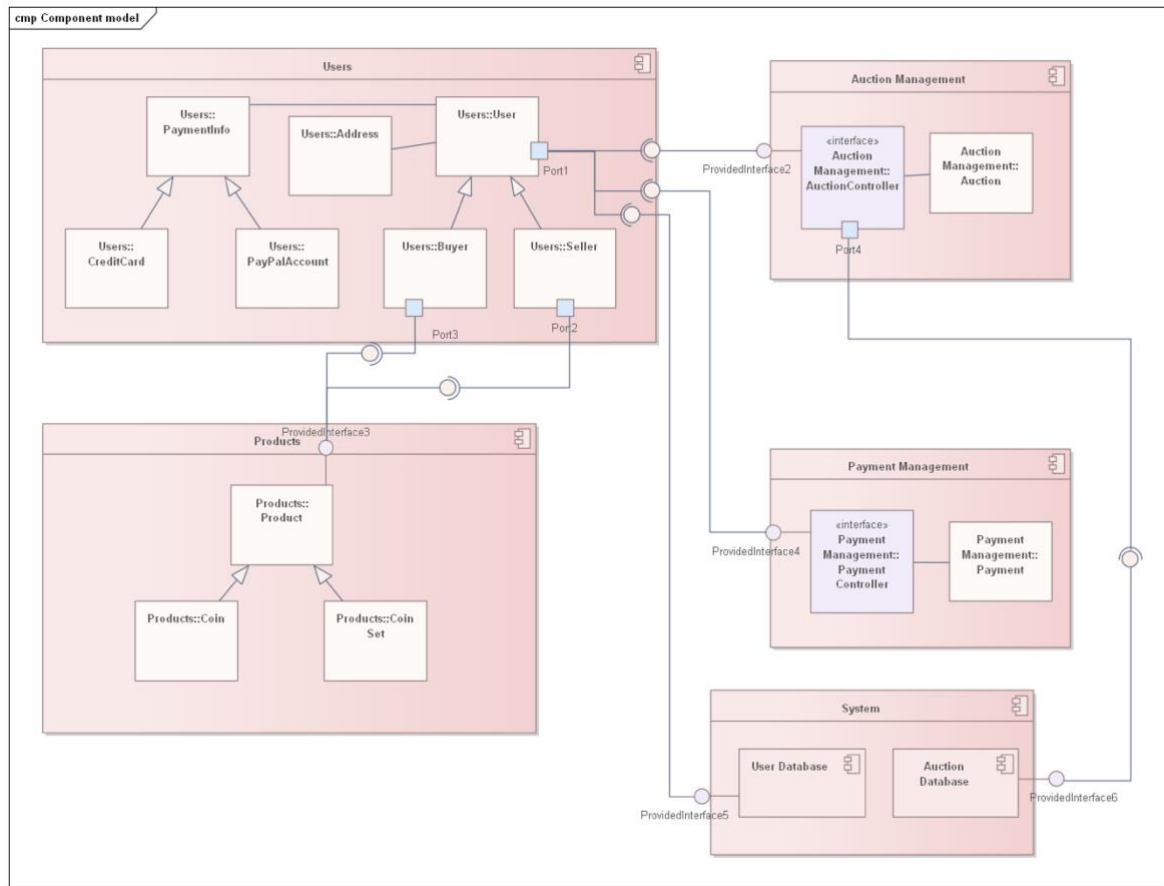 cmp Component model
Users
Users::
PaymentInfo
Users::User
Users::Address
Port1
Users::
CreditCard
Users::
PayPalAccount
Users::Buyer
Users::Seller
Port3
Port2
Auction Management
ProvidedInterface2
«interface»
Auction
Management::
AuctionController
Auction
Management::
Auction
Port4
ProvidedInterface3
Products
Products::
Product
Products::Coin
Products::Coin
Set
Payment Management
ProvidedInterface4
«interface»
Payment
Management::
Payment
Controller
Payment
Management::
Payment
System
User Database
Auction
Database
ProvidedInterface5
ProvidedInterface6